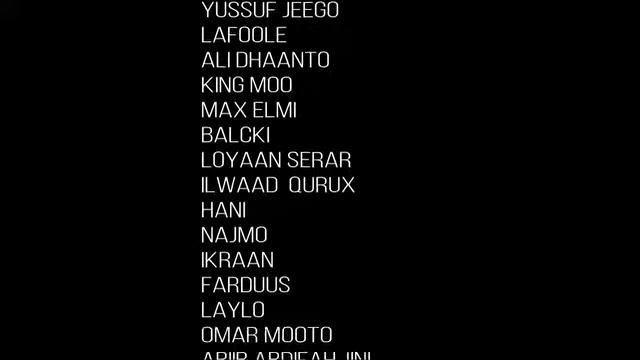 YUSSUF JEEGO
LAFOOLE
ALI DHAANTO
KING MOO
MAX ELMI
BALCKI
LOYAAN SERAR
ILWAAD QURUX
HANI
NAJMO
IKRAAN
FARDUUS
LAYLO
OMAR MOOTO